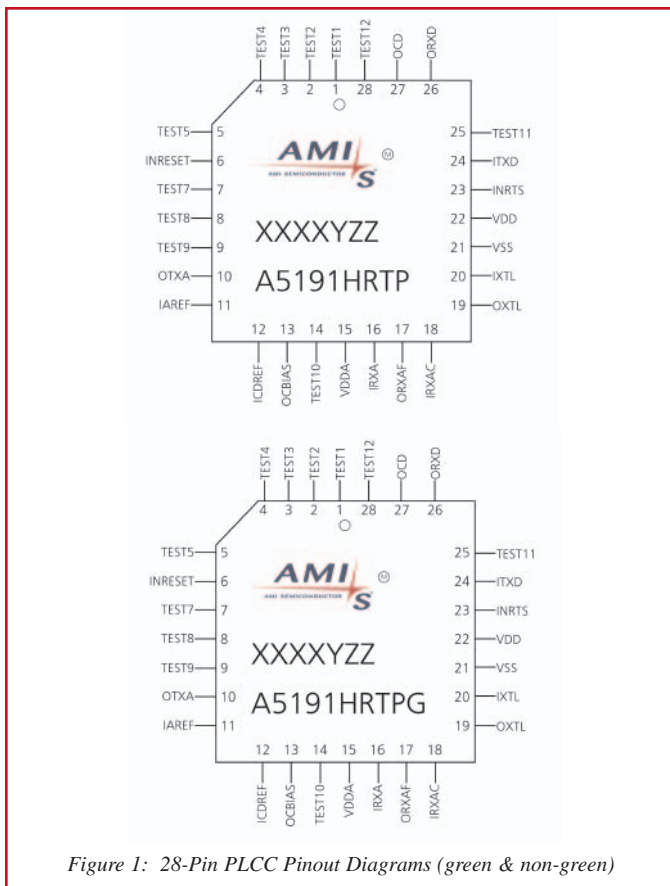 TEST4 TEST3 TEST2 TEST1 TEST12 OCD ORXD
4 3 2 1 28 27 26
TEST5 5 25 TEST11
INRESET 6 24 ITXD
TEST7 7 23 INRTS
TEST8 8 22 VDD
TEST9 9 21 VSS
OTXA 10 20 IXTL
IAREF 11 19 OXTL
AMI S M
AMI SEMICONDUCTOR
XXXXYZZ
A5191HRTP
12 13 14 15 16 17 18
ICDREF OCBIAS TEST10 VDDA IRXA ORXAF IRXAC
TEST4 TEST3 TEST2 TEST1 TEST12 OCD ORXD
4 3 2 1 28 27 26
TEST5 5 25 TEST11
INRESET 6 24 ITXD
TEST7 7 23 INRTS
TEST8 8 22 VDD
TEST9 9 21 VSS
OTXA 10 20 IXTL
IAREF 11 19 OXTL
AMI S M
AMI SEMICONDUCTOR
XXXXYZZ
A5191HRTPG
12 13 14 15 16 17 18
ICDREF OCBIAS TEST10 VDDA IRXA ORXAF IRXAC
Figure 1: 28-Pin PLCC Pinout Diagrams (green & non-green)